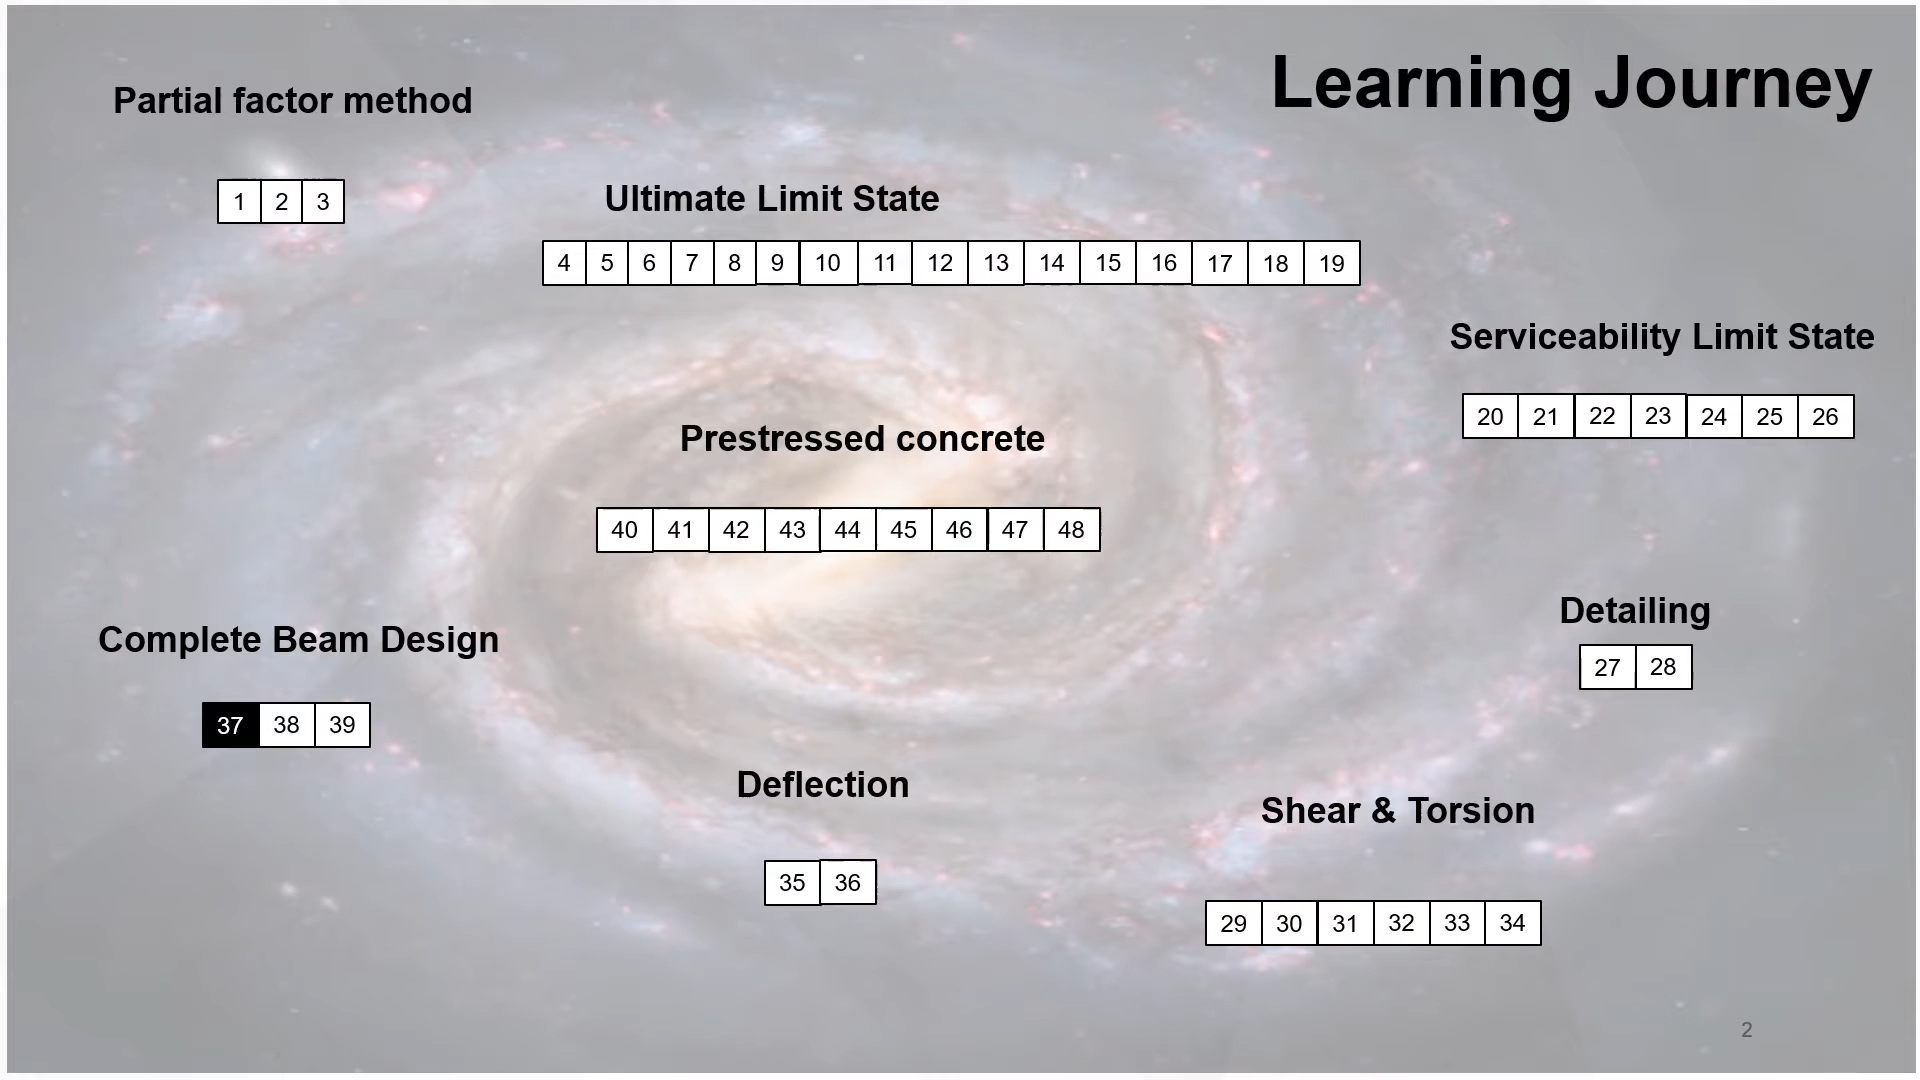 Learning Journey
Partial factor method
1 2 3
Ultimate Limit State
4 5 6 7 8 9 10 11 12 13 14 15 16 17 18 19
Serviceability Limit State
20 21 22 23 24 25 26
Prestressed concrete
40 41 42 43 44 45 46 47 48
Detailing
27 28
Complete Beam Design
37 38 39
Deflection
35 36
Shear & Torsion
29 30 31 32 33 34
2